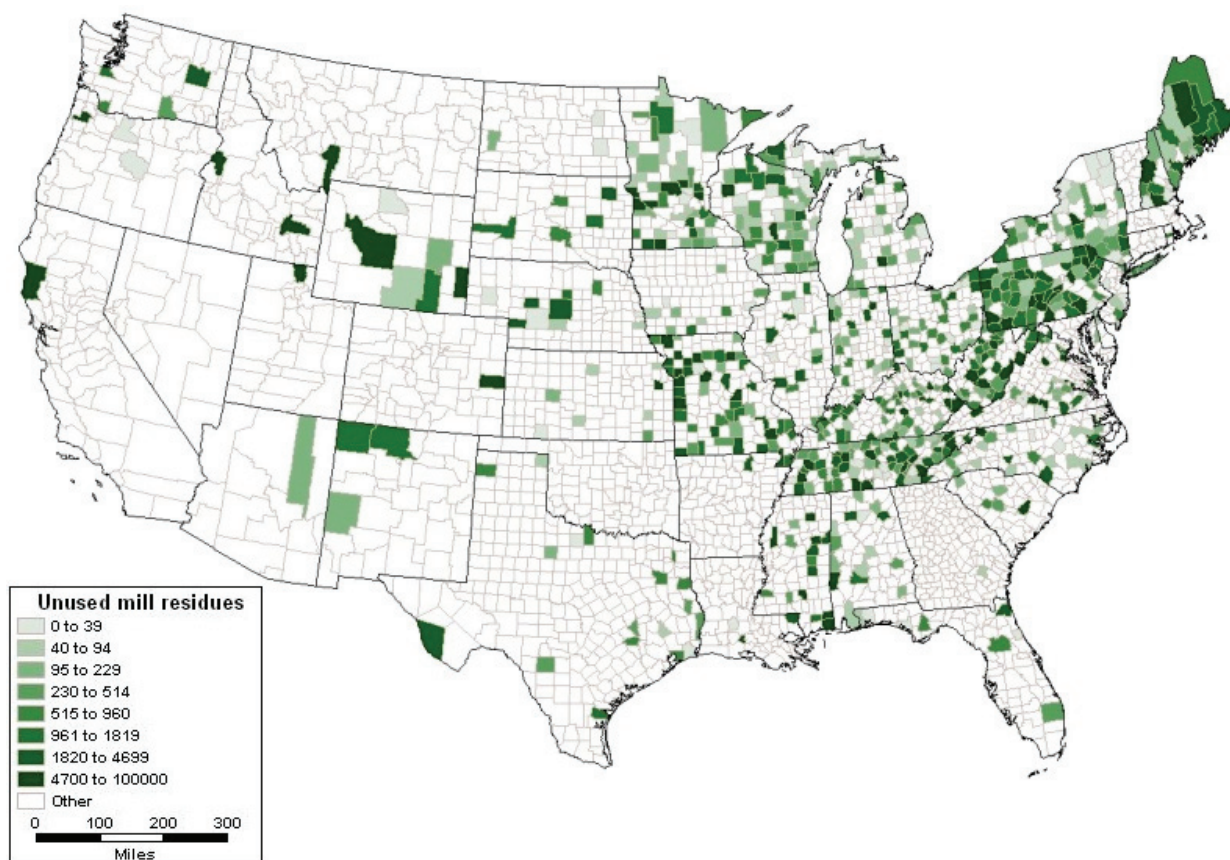 Unused mill residues
0 to 39
40 to 94
95 to 229
230 to 514
515 to 960
961 to 1819
1820 to 4699
4700 to 100000
Other
0 100 200 300
Miles